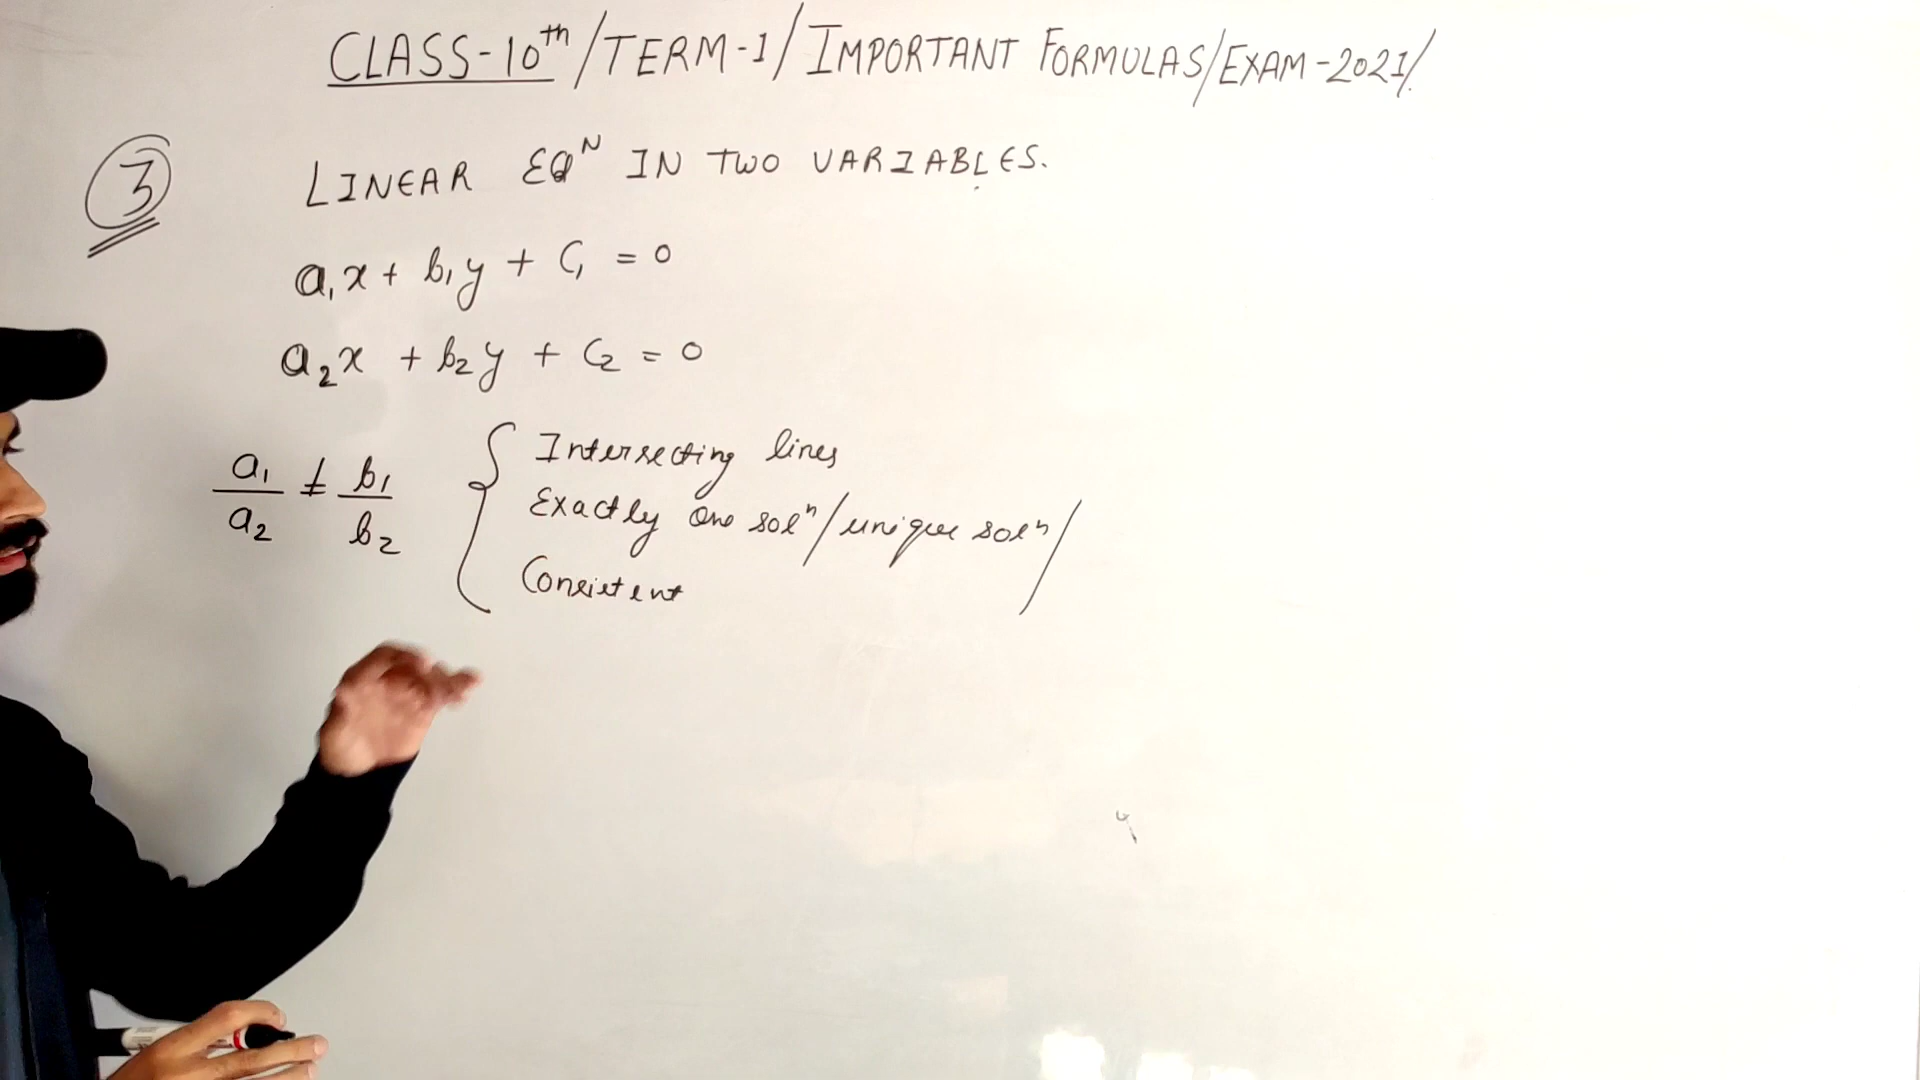 CLASS-10th/TERM-1/IMPORTANT FORMULAS/EXAM-2021/
3
LINEAR EQN IN TWO VARIABLES.
a₁x + b₁y + C₁ = 0
a₂x + b₂y + C₂ = 0
a₁/a₂ ≠ b₁/b₂ { Intersecting lines
Exactly one solⁿ/unique solⁿ/
Consistent